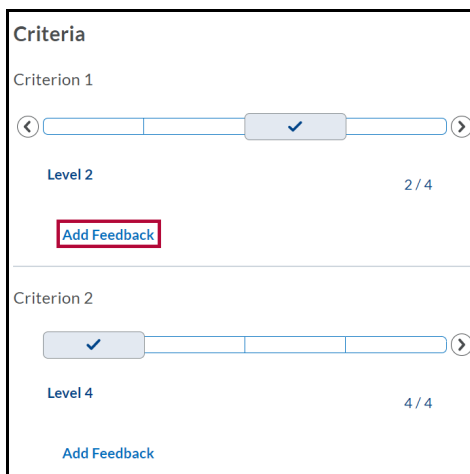 Criteria
Criterion 1
Level 2
2 / 4
Add Feedback
Criterion 2
Level 4
4 / 4
Add Feedback